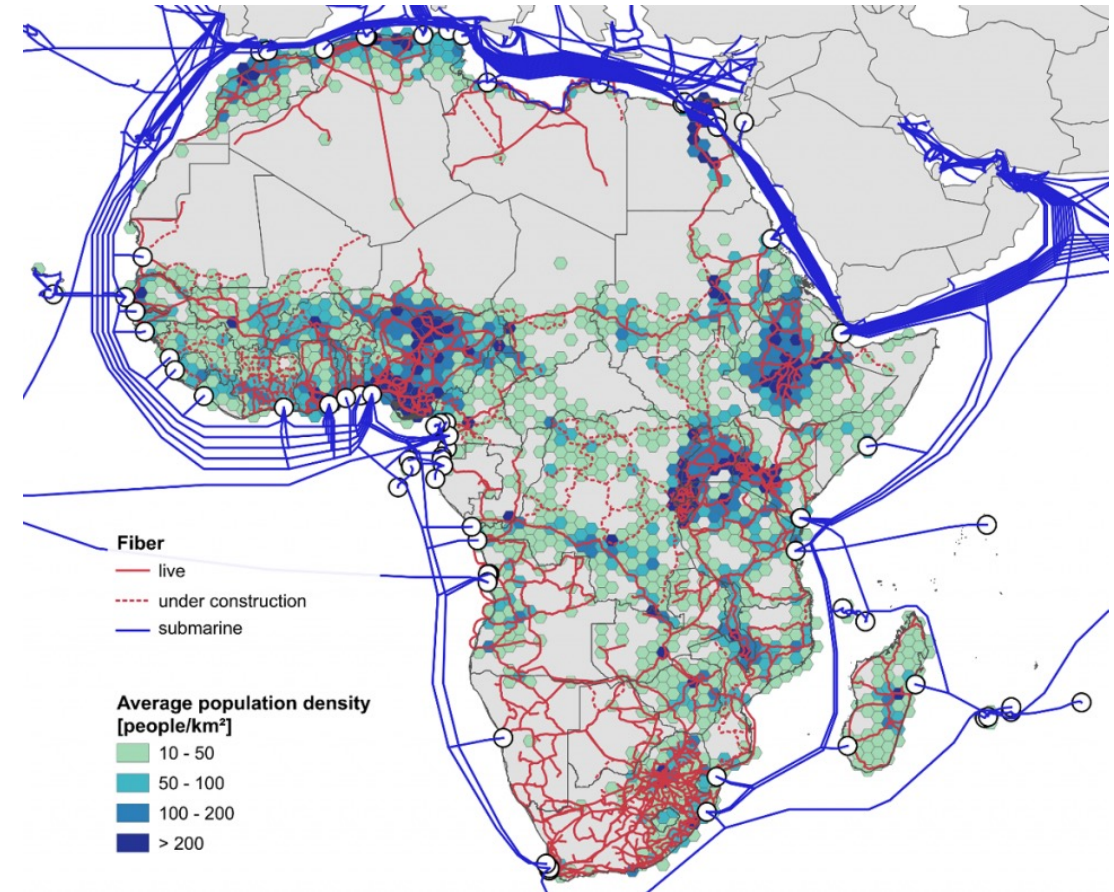 Fiber
live
under construction
submarine
Average population density
[people/km²]
10 - 50
50 - 100
100 - 200
> 200